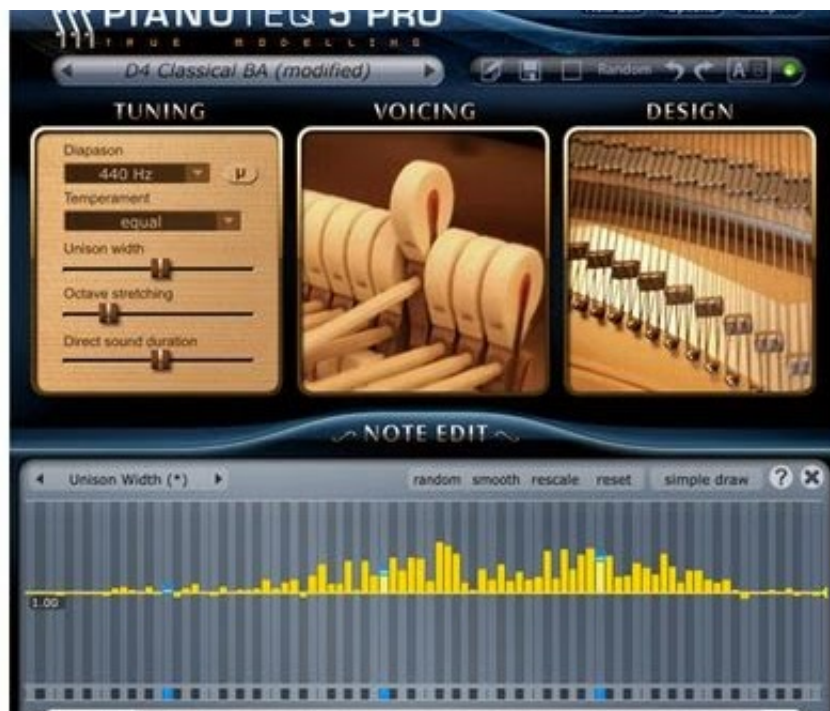 PIANOTEQ 5 PRO
TRUE MODELLING
D4 Classical BA (modified)
Random
A B
TUNING
VOICING
DESIGN
Diapason
440 Hz
μ
Temperament
equal
Unison width
Octave stretching
Direct sound duration
NOTE EDIT
Unison Width (*)
random smooth rescale reset
simple draw
? ×
1.00